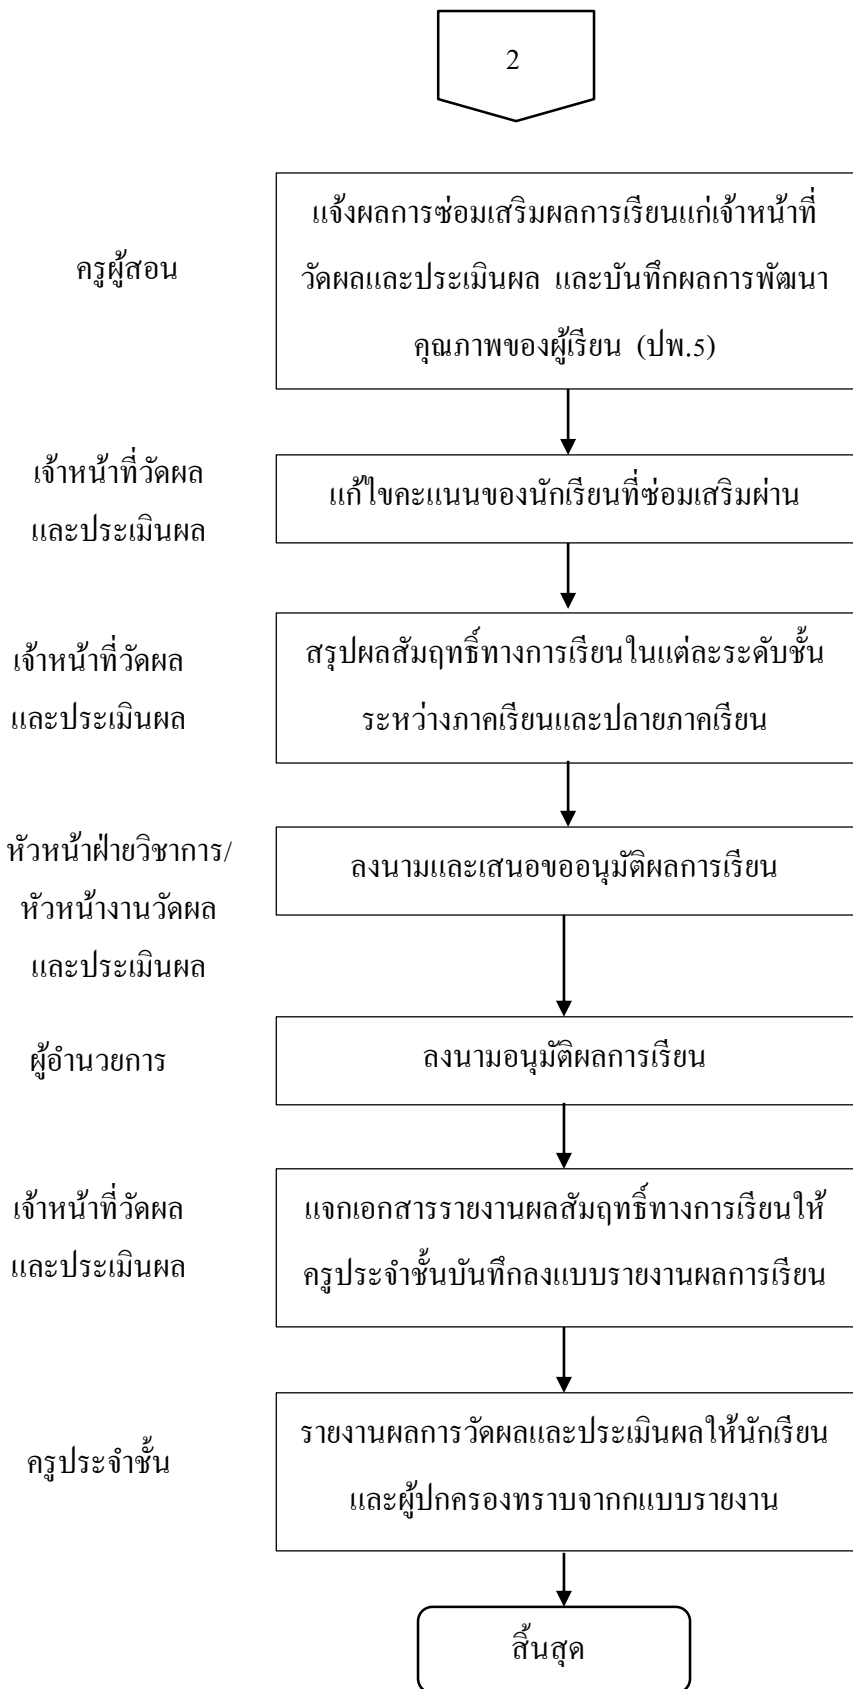 2
ครูผู้สอน
แจ้งผลการซ่อมเสริมผลการเรียนแก่เจ้าหน้าที่
วัดผลและประเมินผล และบันทึกผลการพัฒนา
คุณภาพของผู้เรียน (ปพ.5)
เจ้าหน้าที่วัดผล
และประเมินผล
แก้ไขคะแนนของนักเรียนที่ซ่อมเสริมผ่าน
เจ้าหน้าที่วัดผล
และประเมินผล
สรุปผลสัมฤทธิ์ทางการเรียนในแต่ละระดับชั้น
ระหว่างภาคเรียนและปลายภาคเรียน
หัวหน้าฝ่ายวิชาการ/
หัวหน้างานวัดผล
และประเมินผล
ลงนามและเสนอขออนุมัติผลการเรียน
ผู้อำนวยการ
ลงนามอนุมัติผลการเรียน
เจ้าหน้าที่วัดผล
และประเมินผล
แจกเอกสารรายงานผลสัมฤทธิ์ทางการเรียนให้
ครูประจำชั้นบันทึกลงแบบรายงานผลการเรียน
ครูประจำชั้น
รายงานผลการวัดผลและประเมินผลให้นักเรียน
และผู้ปกครองทราบจากกแบบรายงาน
สิ้นสุด